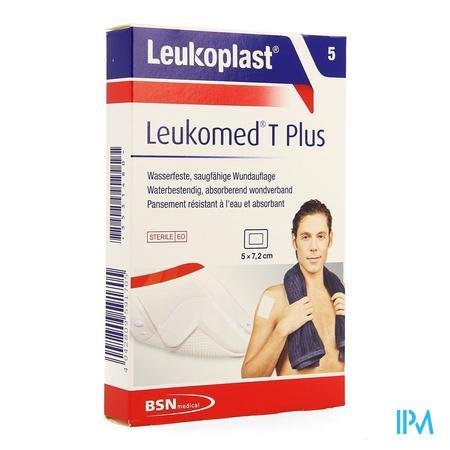 Leukoplast®
5
Leukomed® T Plus
Wasserfeste, saugfähige Wundauflage
Waterbestendig, absorberend wondverband
Pansement résistant à l'eau et absorbant
STERILE EO
5 x 7,2 cm
BSN medical
IPM